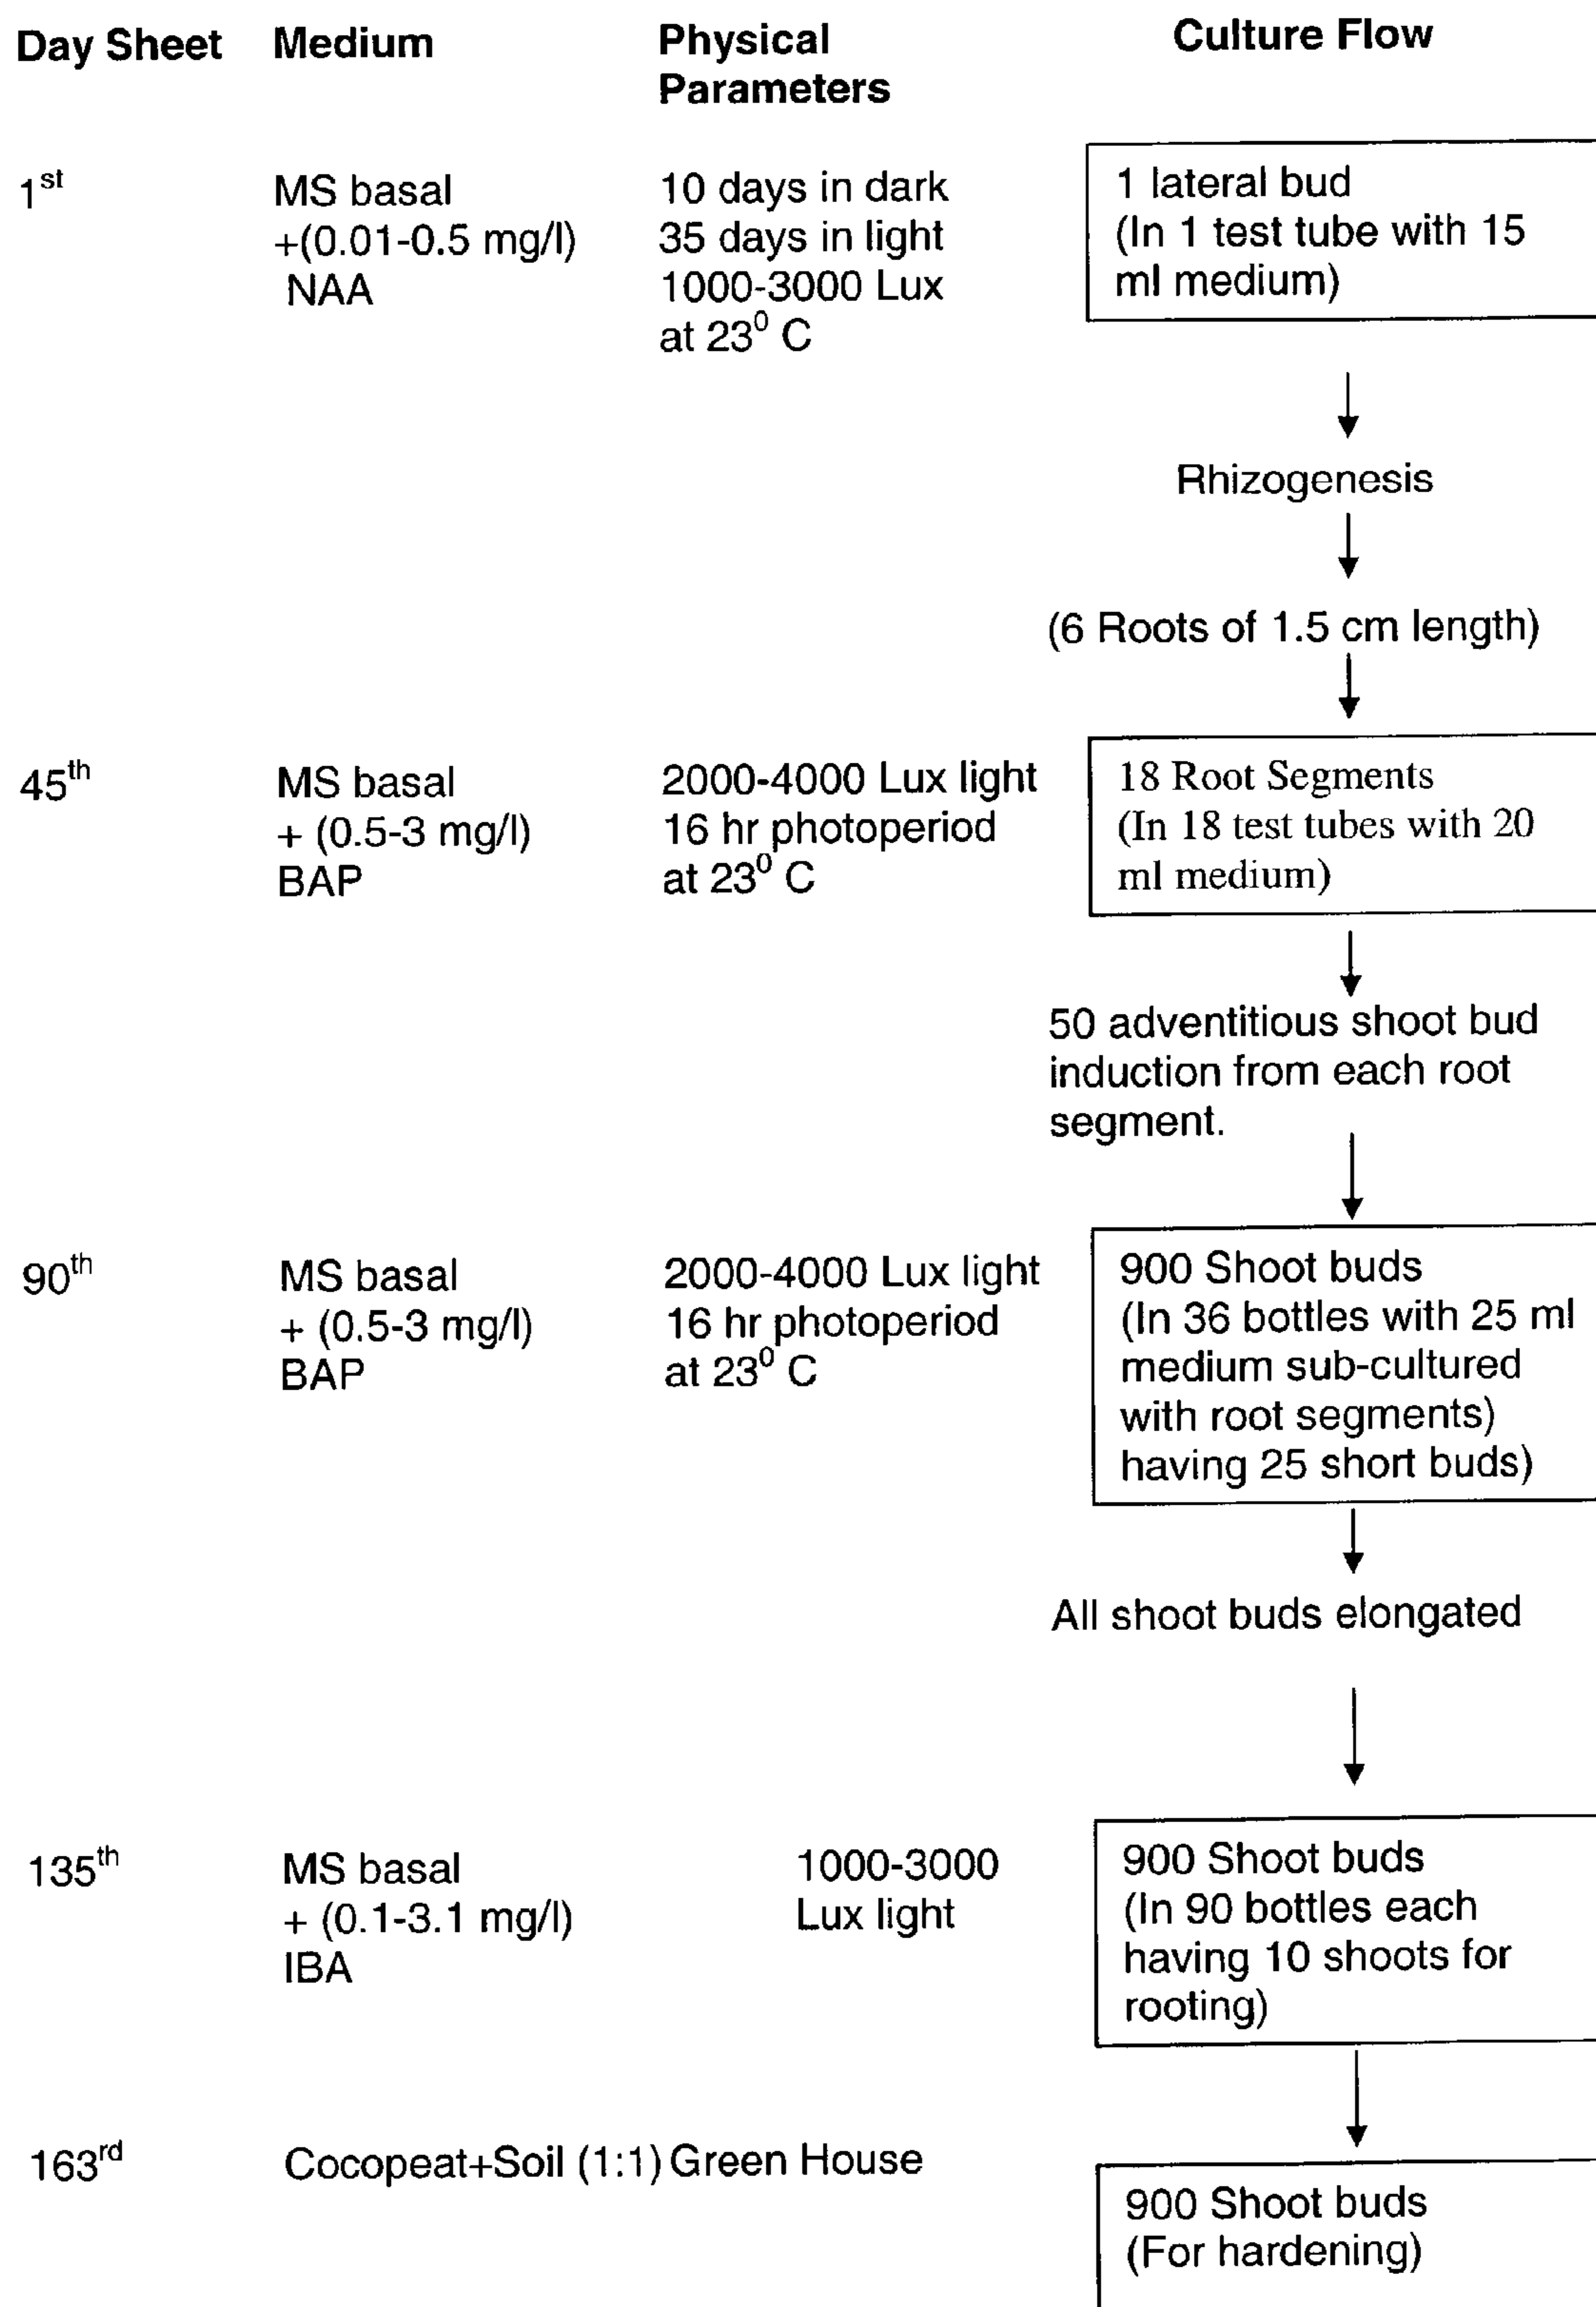 Day Sheet Medium Physical Parameters Culture Flow
1st
MS basal
+(0.01-0.5 mg/l)
NAA
10 days in dark
35 days in light
1000-3000 Lux
at 23⁰ C
1 lateral bud
(In 1 test tube with 15
ml medium)
Rhizogenesis
(6 Roots of 1.5 cm length)
45th
MS basal
+ (0.5-3 mg/l)
BAP
2000-4000 Lux light
16 hr photoperiod
at 23⁰ C
18 Root Segments
(In 18 test tubes with 20
ml medium)
50 adventitious shoot bud
induction from each root
segment.
90th
MS basal
+ (0.5-3 mg/l)
BAP
2000-4000 Lux light
16 hr photoperiod
at 23⁰ C
900 Shoot buds
(In 36 bottles with 25 ml
medium sub-cultured
with root segments)
having 25 short buds)
All shoot buds elongated
135th
MS basal
+ (0.1-3.1 mg/l)
IBA
1000-3000
Lux light
900 Shoot buds
(In 90 bottles each
having 10 shoots for
rooting)
163rd
Cocopeat+Soil (1:1) Green House
900 Shoot buds
(For hardening)